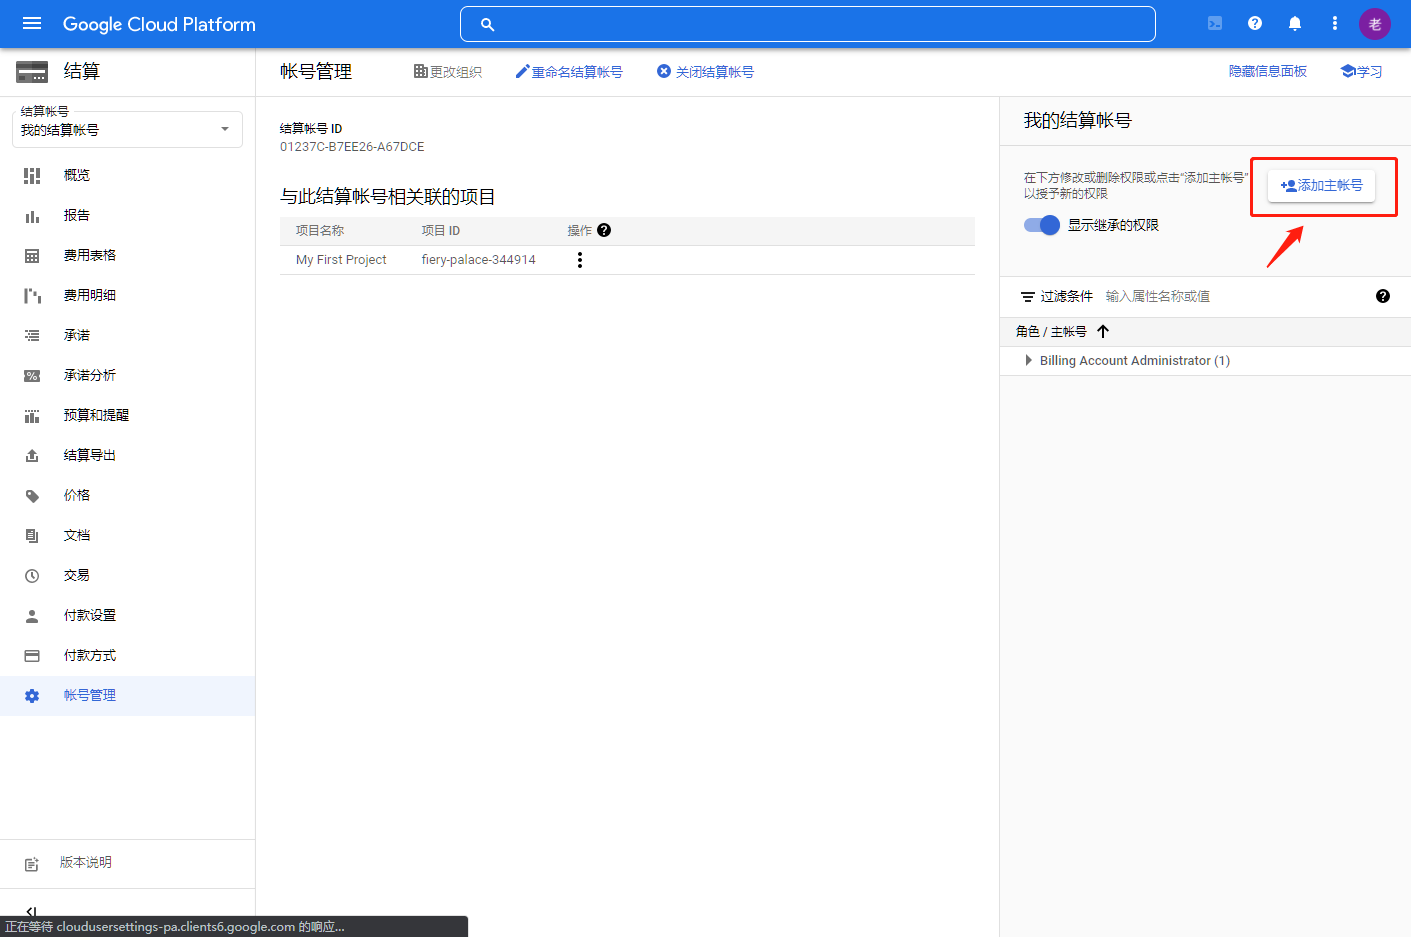 Google Cloud Platform
老
结算
帐号管理
更改组织
重命名结算帐号
关闭结算帐号
隐藏信息面板
学习
结算帐号
我的结算帐号
概览
报告
费用表格
费用明细
承诺
承诺分析
预算和提醒
结算导出
价格
文档
交易
付款设置
付款方式
帐号管理
版本说明
结算帐号 ID
01237C-B7EE26-A67DCE
与此结算帐号相关联的项目
项目名称 项目 ID 操作
My First Project fiery-palace-344914
我的结算帐号
在下方修改或删除权限或点击“添加主帐号”
以授予新的权限
添加主帐号
显示继承的权限
过滤条件 输入属性名称或值
角色 / 主帐号
Billing Account Administrator (1)
正在等待 cloudusersettings-pa.clients6.google.com 的响应...